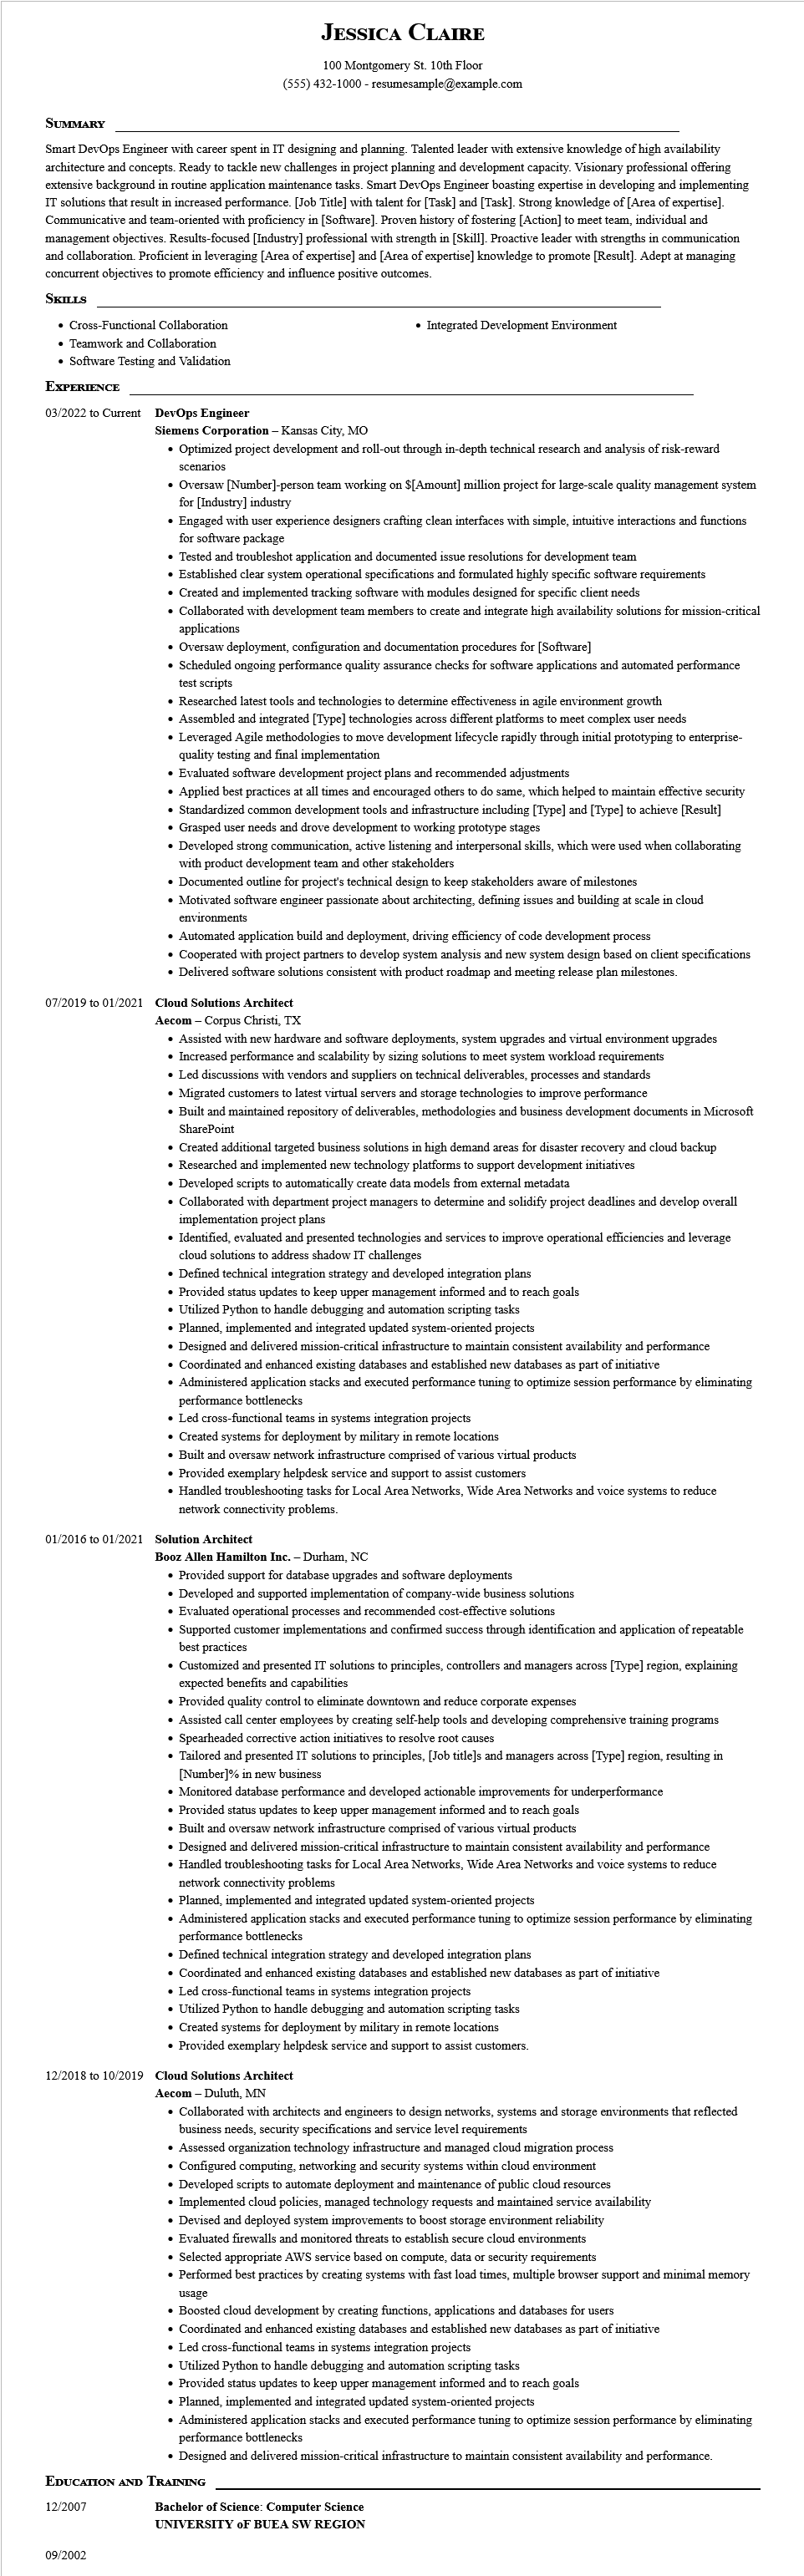 Jessica Claire
100 Montgomery St. 10th Floor
(555) 432-1000 - resumesample@example.com
Summary
Smart DevOps Engineer with career spent in IT designing and planning. Talented leader with extensive knowledge of high availability
architecture and concepts. Ready to tackle new challenges in project planning and development capacity. Visionary professional offering
extensive background in routine application maintenance tasks. Smart DevOps Engineer boasting expertise in developing and implementing
IT solutions that result in increased performance. [Job Title] with talent for [Task] and [Task]. Strong knowledge of [Area of expertise].
Communicative and team-oriented with proficiency in [Software]. Proven history of fostering [Action] to meet team, individual and
management objectives. Results-focused [Industry] professional with strength in [Skill]. Proactive leader with strengths in communication
and collaboration. Proficient in leveraging [Area of expertise] and [Area of expertise] knowledge to promote [Result]. Adept at managing
concurrent objectives to promote efficiency and influence positive outcomes.
Skills
• Cross-Functional Collaboration
• Teamwork and Collaboration
• Software Testing and Validation
• Integrated Development Environment
Experience
03/2022 to Current DevOps Engineer
Siemens Corporation – Kansas City, MO
• Optimized project development and roll-out through in-depth technical research and analysis of risk-reward
scenarios
• Oversaw [Number]-person team working on $[Amount] million project for large-scale quality management system
for [Industry] industry
• Engaged with user experience designers crafting clean interfaces with simple, intuitive interactions and functions
for software package
• Tested and troubleshot application and documented issue resolutions for development team
• Established clear system operational specifications and formulated highly specific software requirements
• Created and implemented tracking software with modules designed for specific client needs
• Collaborated with development team members to create and integrate high availability solutions for mission-critical
applications
• Oversaw deployment, configuration and documentation procedures for [Software]
• Scheduled ongoing performance quality assurance checks for software applications and automated performance
test scripts
• Researched latest tools and technologies to determine effectiveness in agile environment growth
• Assembled and integrated [Type] technologies across different platforms to meet complex user needs
• Leveraged Agile methodologies to move development lifecycle rapidly through initial prototyping to enterprise-
quality testing and final implementation
• Evaluated software development project plans and recommended adjustments
• Applied best practices at all times and encouraged others to do same, which helped to maintain effective security
• Standardized common development tools and infrastructure including [Type] and [Type] to achieve [Result]
• Grasped user needs and drove development to working prototype stages
• Developed strong communication, active listening and interpersonal skills, which were used when collaborating
with product development team and other stakeholders
• Documented outline for project's technical design to keep stakeholders aware of milestones
• Motivated software engineer passionate about architecting, defining issues and building at scale in cloud
environments
• Automated application build and deployment, driving efficiency of code development process
• Cooperated with project partners to develop system analysis and new system design based on client specifications
• Delivered software solutions consistent with product roadmap and meeting release plan milestones.
07/2019 to 01/2021 Cloud Solutions Architect
Aecom – Corpus Christi, TX
• Assisted with new hardware and software deployments, system upgrades and virtual environment upgrades
• Increased performance and scalability by sizing solutions to meet system workload requirements
• Led discussions with vendors and suppliers on technical deliverables, processes and standards
• Migrated customers to latest virtual servers and storage technologies to improve performance
• Built and maintained repository of deliverables, methodologies and business development documents in Microsoft
SharePoint
• Created additional targeted business solutions in high demand areas for disaster recovery and cloud backup
• Researched and implemented new technology platforms to support development initiatives
• Developed scripts to automatically create data models from external metadata
• Collaborated with department project managers to determine and solidify project deadlines and develop overall
implementation project plans
• Identified, evaluated and presented technologies and services to improve operational efficiencies and leverage
cloud solutions to address shadow IT challenges
• Defined technical integration strategy and developed integration plans
• Provided status updates to keep upper management informed and to reach goals
• Utilized Python to handle debugging and automation scripting tasks
• Planned, implemented and integrated updated system-oriented projects
• Designed and delivered mission-critical infrastructure to maintain consistent availability and performance
• Coordinated and enhanced existing databases and established new databases as part of initiative
• Administered application stacks and executed performance tuning to optimize session performance by eliminating
performance bottlenecks
• Led cross-functional teams in systems integration projects
• Created systems for deployment by military in remote locations
• Built and oversaw network infrastructure comprised of various virtual products
• Provided exemplary helpdesk service and support to assist customers
• Handled troubleshooting tasks for Local Area Networks, Wide Area Networks and voice systems to reduce
network connectivity problems.
01/2016 to 01/2021 Solution Architect
Booz Allen Hamilton Inc. – Durham, NC
• Provided support for database upgrades and software deployments
• Developed and supported implementation of company-wide business solutions
• Evaluated operational processes and recommended cost-effective solutions
• Supported customer implementations and confirmed success through identification and application of repeatable
best practices
• Customized and presented IT solutions to principles, controllers and managers across [Type] region, explaining
expected benefits and capabilities
• Provided quality control to eliminate downtown and reduce corporate expenses
• Assisted call center employees by creating self-help tools and developing comprehensive training programs
• Spearheaded corrective action initiatives to resolve root causes
• Tailored and presented IT solutions to principles, [Job title]s and managers across [Type] region, resulting in
[Number]% in new business
• Monitored database performance and developed actionable improvements for underperformance
• Provided status updates to keep upper management informed and to reach goals
• Built and oversaw network infrastructure comprised of various virtual products
• Designed and delivered mission-critical infrastructure to maintain consistent availability and performance
• Handled troubleshooting tasks for Local Area Networks, Wide Area Networks and voice systems to reduce
network connectivity problems
• Planned, implemented and integrated updated system-oriented projects
• Administered application stacks and executed performance tuning to optimize session performance by eliminating
performance bottlenecks
• Defined technical integration strategy and developed integration plans
• Coordinated and enhanced existing databases and established new databases as part of initiative
• Led cross-functional teams in systems integration projects
• Utilized Python to handle debugging and automation scripting tasks
• Created systems for deployment by military in remote locations
• Provided exemplary helpdesk service and support to assist customers.
12/2018 to 10/2019 Cloud Solutions Architect
Aecom – Duluth, MN
• Collaborated with architects and engineers to design networks, systems and storage environments that reflected
business needs, security specifications and service level requirements
• Assessed organization technology infrastructure and managed cloud migration process
• Configured computing, networking and security systems within cloud environment
• Developed scripts to automate deployment and maintenance of public cloud resources
• Implemented cloud policies, managed technology requests and maintained service availability
• Devised and deployed system improvements to boost storage environment reliability
• Evaluated firewalls and monitored threats to establish secure cloud environments
• Selected appropriate AWS service based on compute, data or security requirements
• Performed best practices by creating systems with fast load times, multiple browser support and minimal memory
usage
• Boosted cloud development by creating functions, applications and databases for users
• Coordinated and enhanced existing databases and established new databases as part of initiative
• Led cross-functional teams in systems integration projects
• Utilized Python to handle debugging and automation scripting tasks
• Provided status updates to keep upper management informed and to reach goals
• Planned, implemented and integrated updated system-oriented projects
• Administered application stacks and executed performance tuning to optimize session performance by eliminating
performance bottlenecks
• Designed and delivered mission-critical infrastructure to maintain consistent availability and performance.
Education and Training
12/2007 Bachelor of Science: Computer Science
UNIVERSITY oF BUEA SW REGION
09/2002